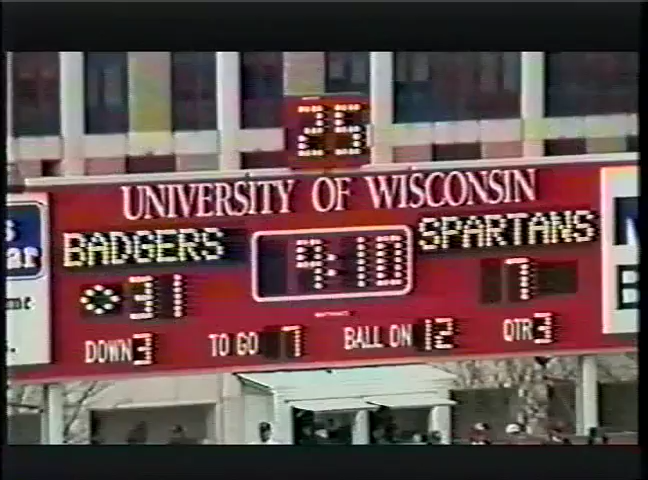 25
UNIVERSITY OF WISCONSIN
BADGERS 9:10 SPARTANS
31 7
DOWN 3 TO GO 7 BALL ON 12 QTR 3